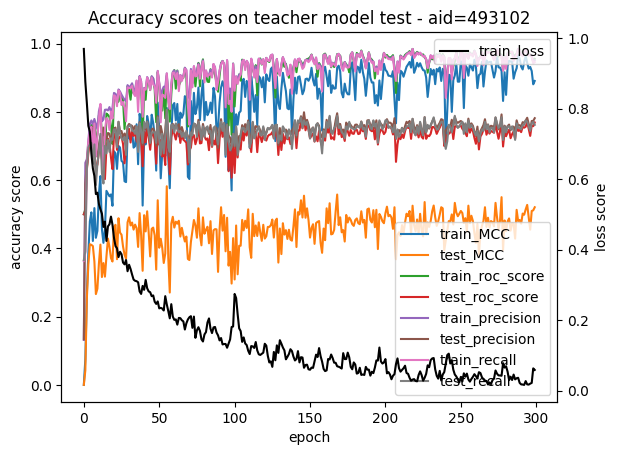 Accuracy scores on teacher model test - aid=493102
train_loss
1.0
0.8
0.6
0.4
0.2
0.0
accuracy score
1.0
0.8
0.6
0.4
0.2
0.0
loss score
train_MCC
test_MCC
train_roc_score
test_roc_score
train_precision
test_precision
train_recall
test_recall
0 50 100 150 200 250 300
epoch